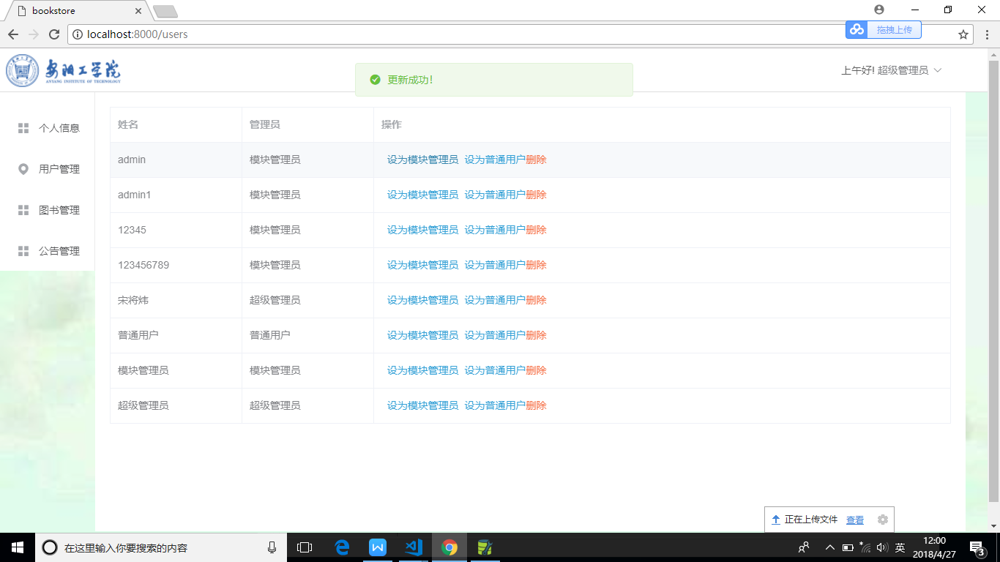 bookstore
localhost:8000/users
拖拽上传
安阳工学院
ANYANG INSTITUTE OF TECHNOLOGY
更新成功！
上午好! 超级管理员
个人信息
用户管理
图书管理
公告管理
姓名 管理员 操作
admin 模块管理员 设为模块管理员 设为普通用户删除
admin1 模块管理员 设为模块管理员 设为普通用户删除
12345 模块管理员 设为模块管理员 设为普通用户删除
123456789 模块管理员 设为模块管理员 设为普通用户删除
宋将炜 超级管理员 设为模块管理员 设为普通用户删除
普通用户 普通用户 设为模块管理员 设为普通用户删除
模块管理员 模块管理员 设为模块管理员 设为普通用户删除
超级管理员 超级管理员 设为模块管理员 设为普通用户删除
正在上传文件 查看
在这里输入你要搜索的内容
英
12:00
2018/4/27
3